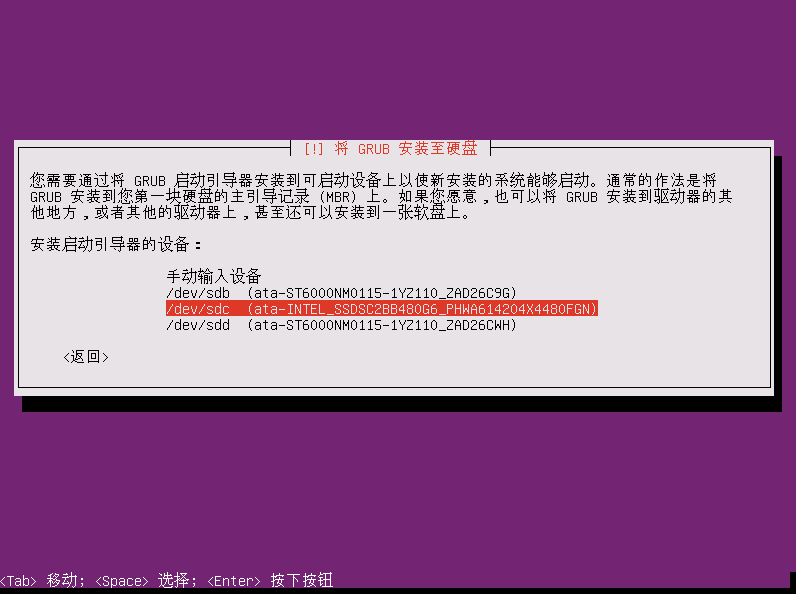 [!] 将 GRUB 安装至硬盘
您需要通过将 GRUB 启动引导器安装到可启动设备上以使新安装的系统能够启动。通常的作法是将
GRUB 安装到您第一块硬盘的主引导记录 (MBR) 上。如果您愿意，也可以将 GRUB 安装到驱动器的其
他地方，或者其他的驱动器上，甚至还可以安装到一张软盘上。
安装启动引导器的设备：
手动输入设备
/dev/sdb (ata-ST6000NM0115-1YZ110_ZAD26C9G)
/dev/sdc (ata-INTEL_SSDSC2BB480G6_PHWA614204X4480FGN)
/dev/sdd (ata-ST6000NM0115-1YZ110_ZAD26CWH)
<返回>
<Tab> 移动; <Space> 选择; <Enter> 按下按钮